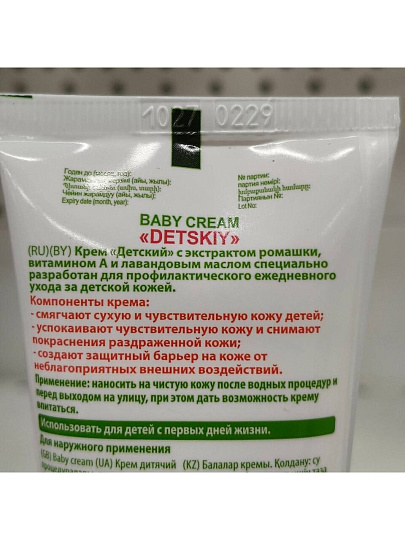 1027 0229
Годен до (месяц, год):
№ партии:
партия нөмірі:
Партиянын №:
Expiry date (month, year):
Lot No:
BABY CREAM
«DETSKIY»
(RU)(BY) Крем «Детский» с экстрактом ромашки,
витамином А и лавандовым маслом специально
разработан для профилактического ежедневного
ухода за детской кожей.
Компоненты крема:
- смягчают сухую и чувствительную кожу детей;
- успокаивают чувствительную кожу и снимают
покраснения раздраженной кожи;
- создают защитный барьер на коже от
неблагоприятных внешних воздействий.
Применение: наносить на чистую кожу после водных процедур и
перед выходом на улицу, при этом дать возможность крему
впитаться.
Использовать для детей с первых дней жизни.
Для наружного применения
(GB) Baby cream (UA) Крем дитячий (KZ) Балалар кремы. Қолдану: су